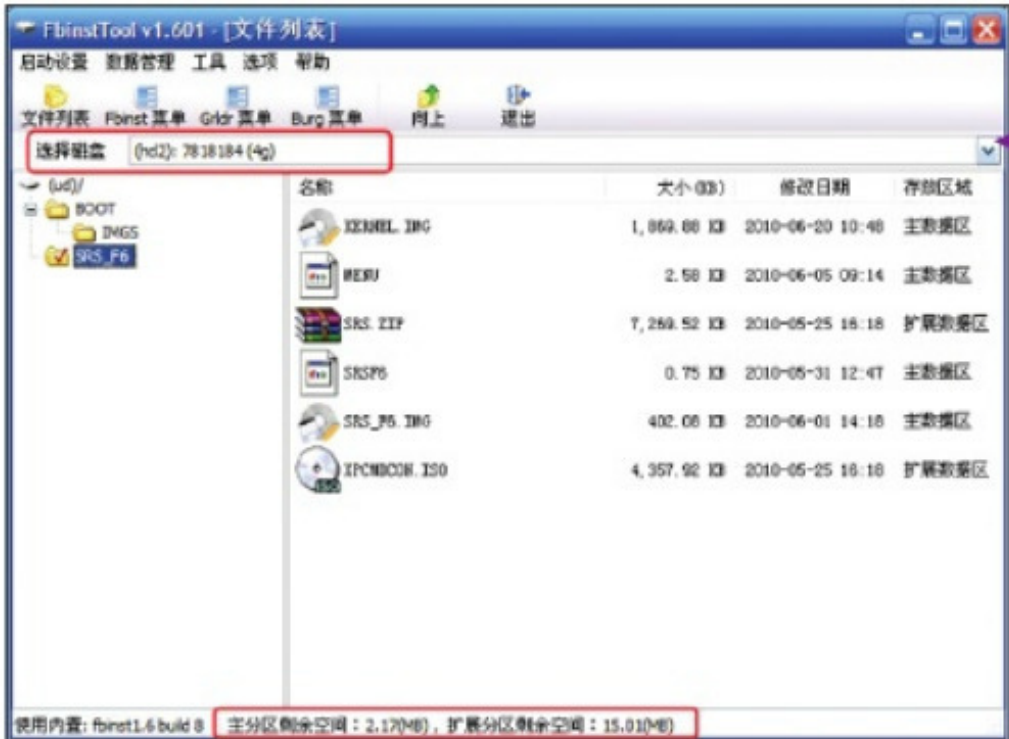 FbinstTool v1.601 - [文件列表]
启动设置 数据管理 工具 选项 帮助
文件列表 Fbinst 菜单 Grldr 菜单 Burg 菜单 向上 退出
选择磁盘 (hd2): 7818184 (4g)
(ud)/
BOOT
IMGS
SRS_F6
名称 大小(KB) 修改日期 存放区域
KERNEL.IMG 1,869.88 KB 2010-06-20 10:48 主数据区
MENU 2.58 KB 2010-06-05 09:14 主数据区
SRS.ZIP 7,269.52 KB 2010-05-25 16:18 扩展数据区
SRSF6 0.75 KB 2010-05-31 12:47 主数据区
SRS_F6.IMG 402.08 KB 2010-06-01 14:18 主数据区
XPCMDCON.ISO 4,357.92 KB 2010-05-25 16:18 扩展数据区
使用内置: fbinst1.6 build 8 主分区剩余空间：2.17(MB)，扩展分区剩余空间：15.01(MB)